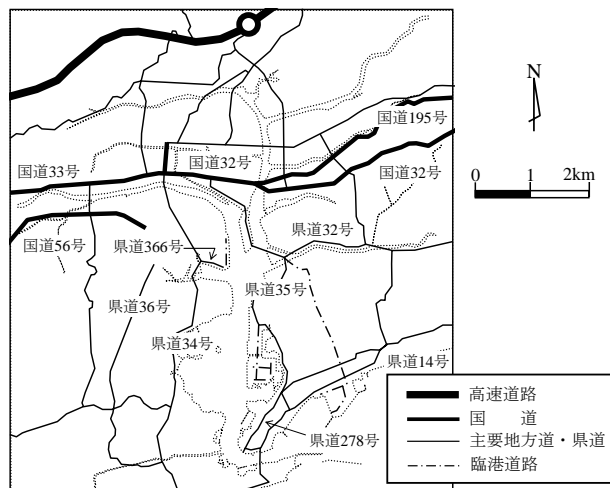 国道195号
国道33号
国道32号
国道32号
国道56号
県道366号
県道32号
県道36号
県道35号
県道34号
県道14号
県道278号
N
0 1 2km
高速道路
国 道
主要地方道・県道
臨港道路